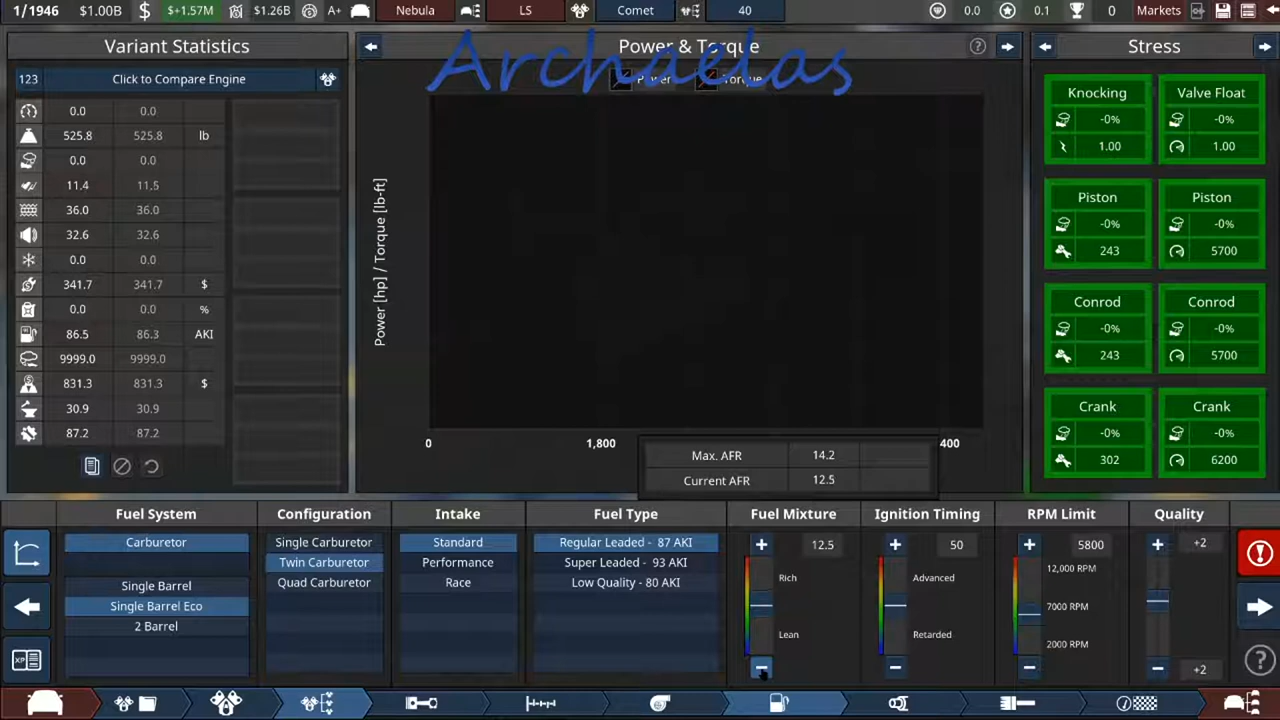 1/1946 $1.00B $+1.57M $1.26B A+ Nebula LS Comet 40 0.0 0.1 0 Markets
Variant Statistics
123 Click to Compare Engine
0.0 0.0
525.8 525.8 lb
0.0 0.0
11.4 11.5
36.0 36.0
32.6 32.6
0.0 0.0
341.7 341.7 $
0.0 0.0 %
86.5 86.3 AKI
9999.0 9999.0
831.3 831.3 $
30.9 30.9
87.2 87.2
Power & Torque
Archaelas
Power Torque
Power [hp] / Torque [lb-ft]
0 1,800 400
Max. AFR 14.2
Current AFR 12.5
Stress
Knocking Valve Float
-0% -0%
1.00 1.00
Piston Piston
-0% -0%
243 5700
Conrod Conrod
-0% -0%
243 5700
Crank Crank
-0% -0%
302 6200
Fuel System
Carburetor
Single Barrel
Single Barrel Eco
2 Barrel
Configuration
Single Carburetor
Twin Carburetor
Quad Carburetor
Intake
Standard
Performance
Race
Fuel Type
Regular Leaded - 87 AKI
Super Leaded - 93 AKI
Low Quality - 80 AKI
Fuel Mixture
+ 12.5
Rich
Lean
Ignition Timing
+ 50
Advanced
Retarded
RPM Limit
+ 5800
12,000 RPM
7000 RPM
2000 RPM
Quality
+ +2
+2
XP